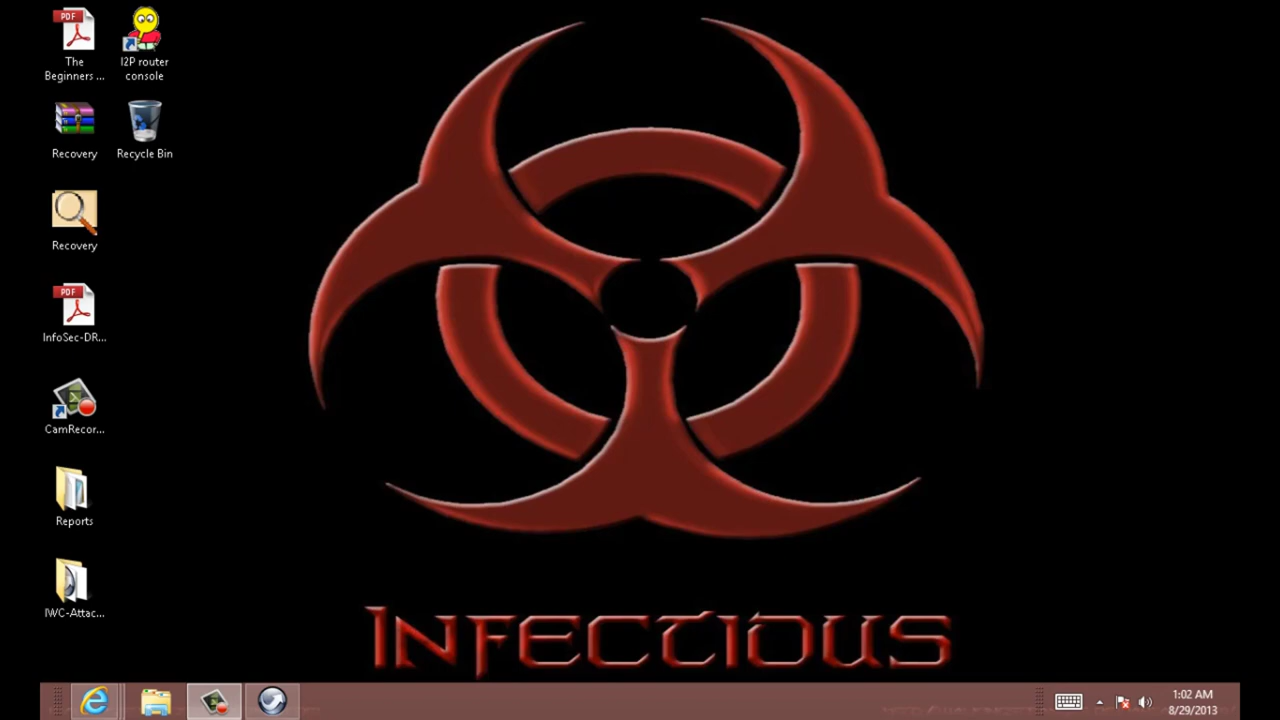 PDF
The
Beginners ...
I2P router
console
Recovery
Recycle Bin
Recovery
PDF
InfoSec-DR...
CamRecor...
Reports
IWC-Attac...
INFECTIOUS
1:02 AM
8/29/2013